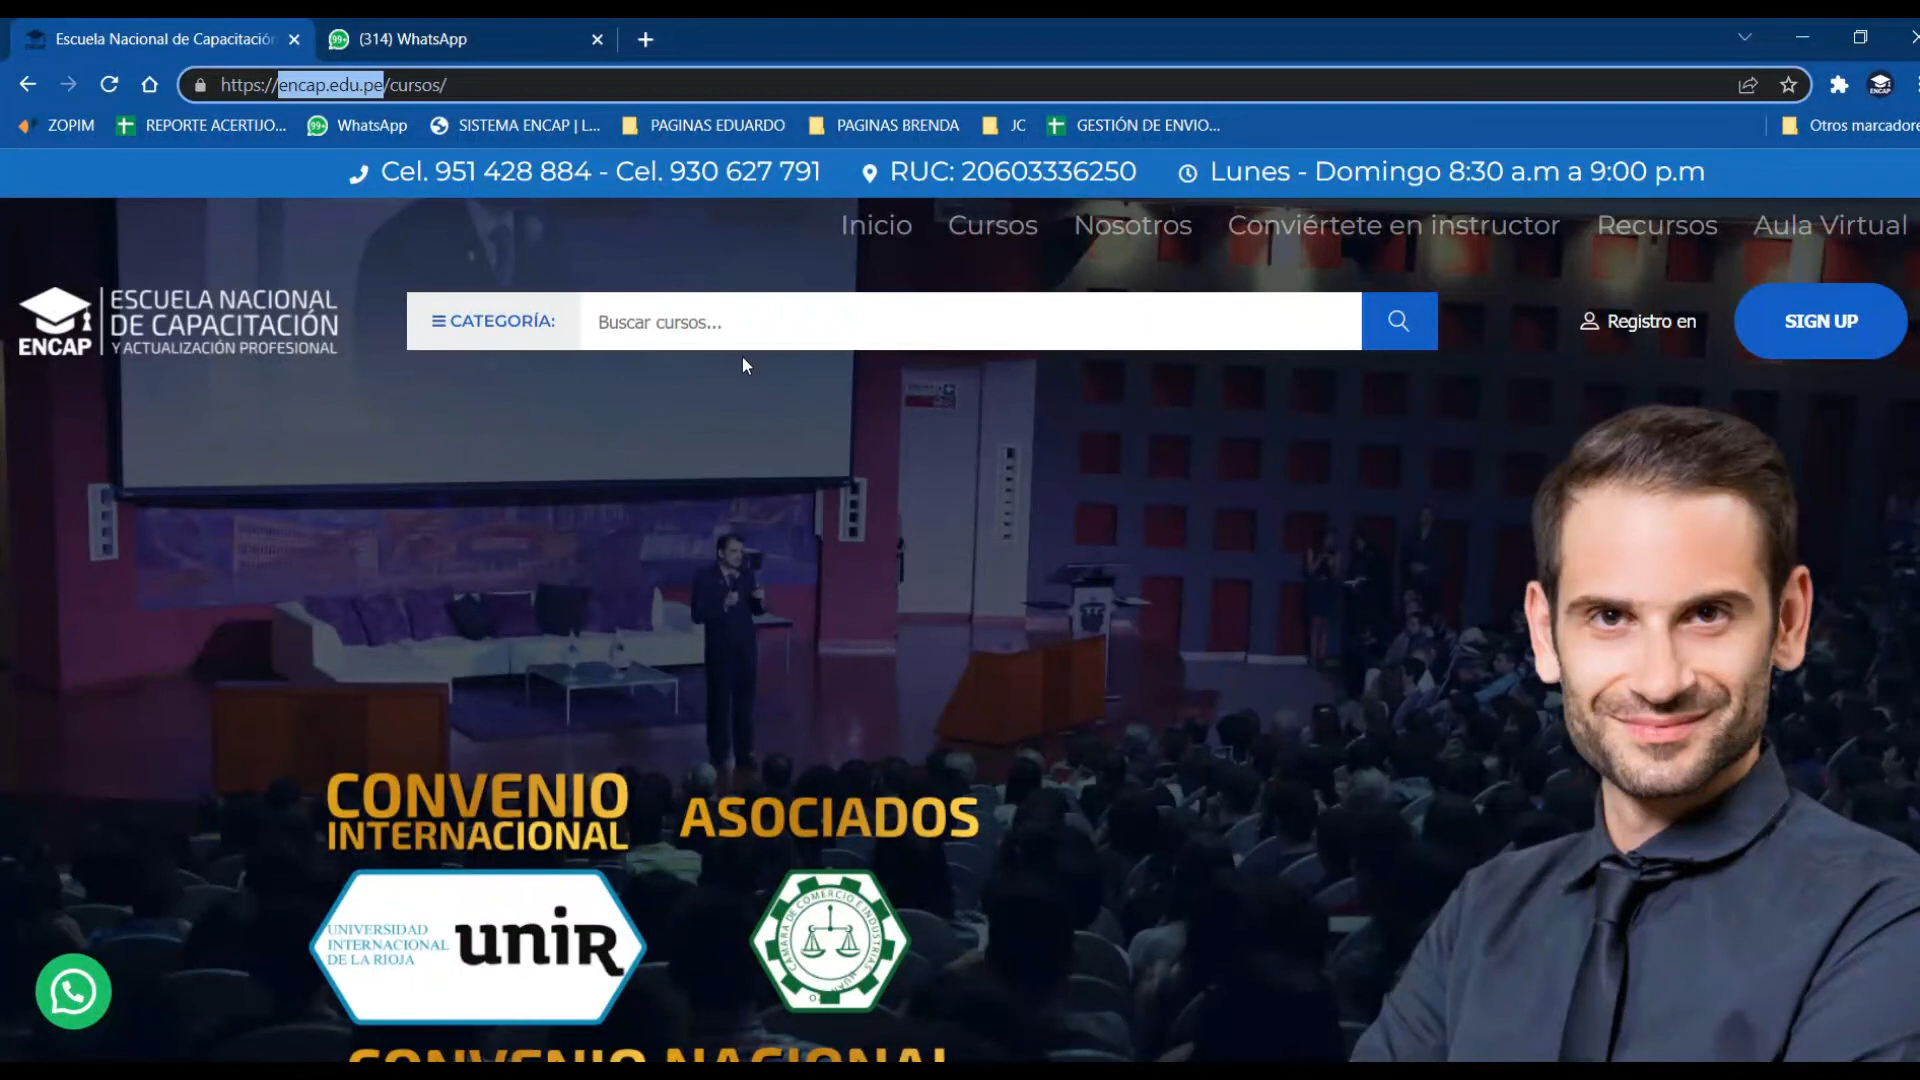 Escuela Nacional de Capacitación
(314) WhatsApp
https://encap.edu.pe/cursos/
ZOPIM
REPORTE ACERTIJO...
WhatsApp
SISTEMA ENCAP | L...
PAGINAS EDUARDO
PAGINAS BRENDA
JC
GESTIÓN DE ENVIO...
Otros marcadore
Cel. 951 428 884 - Cel. 930 627 791
RUC: 20603336250
Lunes - Domingo 8:30 a.m a 9:00 p.m
Inicio
Cursos
Nosotros
Conviértete en instructor
Recursos
Aula Virtual
ENCAP
ESCUELA NACIONAL
DE CAPACITACIÓN
Y ACTUALIZACIÓN PROFESIONAL
CATEGORÍA:
Buscar cursos...
Registro en
SIGN UP
CONVENIO
INTERNACIONAL
ASOCIADOS
UNIVERSIDAD
INTERNACIONAL
DE LA RIOJA
unir
CAMARA DE COMERCIO E INDUSTRIAS
CONVENIO NACIONAL